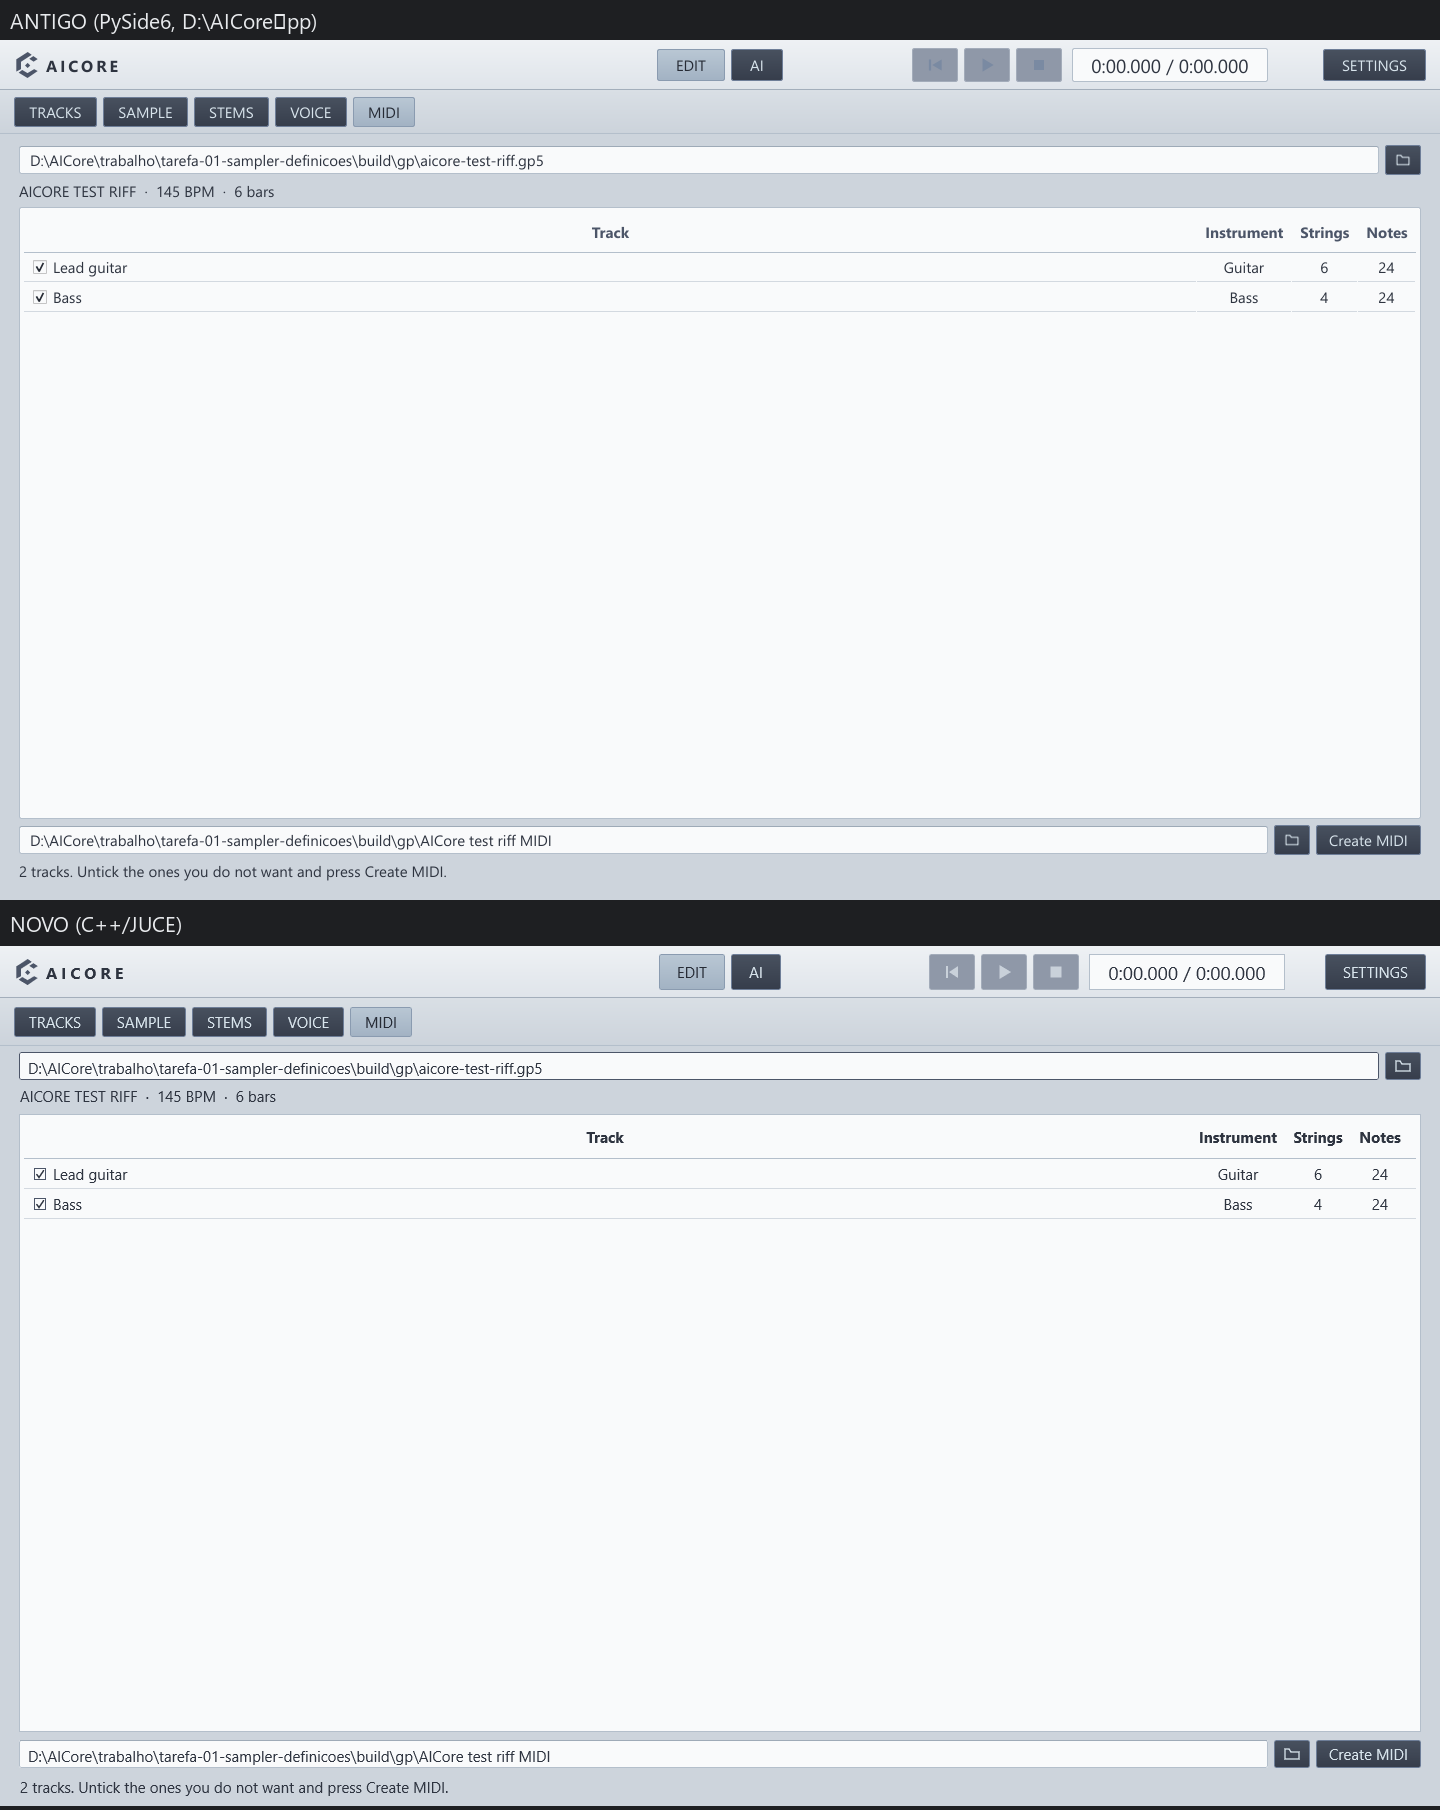 ANTIGO (PySide6, D:\AICore▯pp)
AICORE EDIT AI 0:00.000 / 0:00.000 SETTINGS
TRACKS SAMPLE STEMS VOICE MIDI
D:\AICore\trabalho\tarefa-01-sampler-definicoes\build\gp\aicore-test-riff.gp5
AICORE TEST RIFF · 145 BPM · 6 bars
Track Instrument Strings Notes
Lead guitar Guitar 6 24
Bass Bass 4 24
D:\AICore\trabalho\tarefa-01-sampler-definicoes\build\gp\AICore test riff MIDI Create MIDI
2 tracks. Untick the ones you do not want and press Create MIDI.
NOVO (C++/JUCE)
AICORE EDIT AI 0:00.000 / 0:00.000 SETTINGS
TRACKS SAMPLE STEMS VOICE MIDI
D:\AICore\trabalho\tarefa-01-sampler-definicoes\build\gp\aicore-test-riff.gp5
AICORE TEST RIFF · 145 BPM · 6 bars
Track Instrument Strings Notes
Lead guitar Guitar 6 24
Bass Bass 4 24
D:\AICore\trabalho\tarefa-01-sampler-definicoes\build\gp\AICore test riff MIDI Create MIDI
2 tracks. Untick the ones you do not want and press Create MIDI.